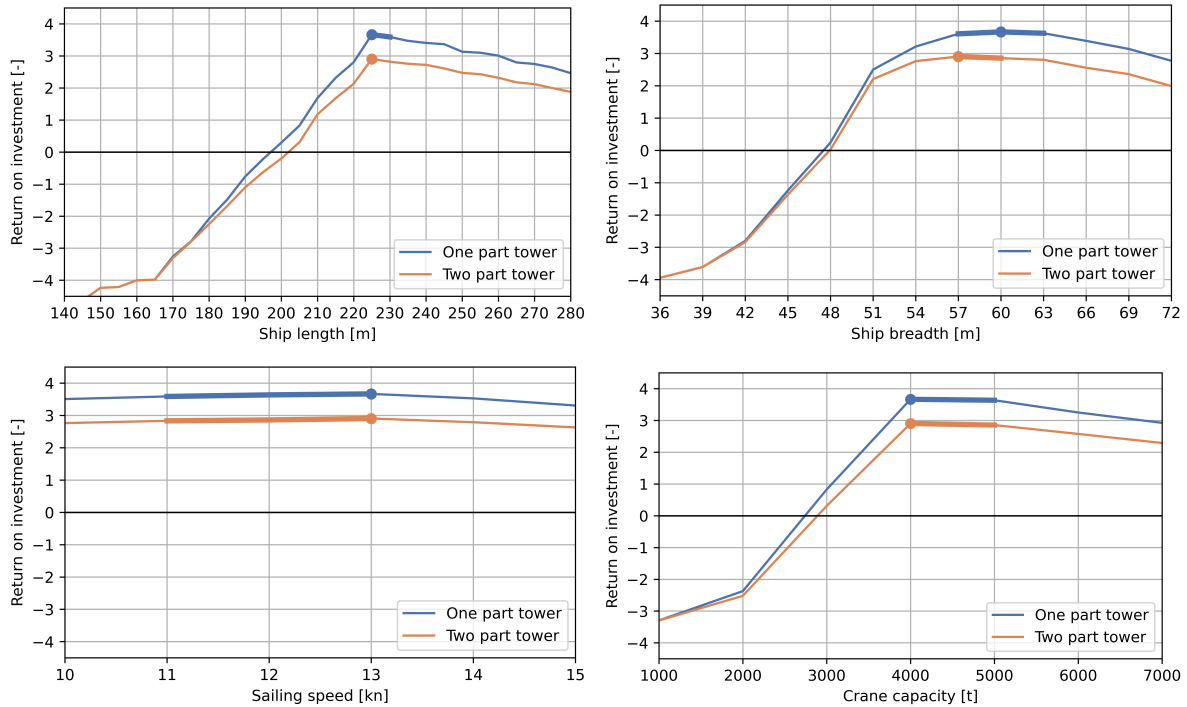 4
3
2
1
0
−1
−2
−3
−4
Return on investment [-]
One part tower
Two part tower
140 150 160 170 180 190 200 210 220 230 240 250 260 270 280
Ship length [m]
4
3
2
1
0
−1
−2
−3
−4
Return on investment [-]
One part tower
Two part tower
36 39 42 45 48 51 54 57 60 63 66 69 72
Ship breadth [m]
4
3
2
1
0
−1
−2
−3
−4
Return on investment [-]
One part tower
Two part tower
10 11 12 13 14 15
Sailing speed [kn]
4
3
2
1
0
−1
−2
−3
−4
Return on investment [-]
One part tower
Two part tower
1000 2000 3000 4000 5000 6000 7000
Crane capacity [t]